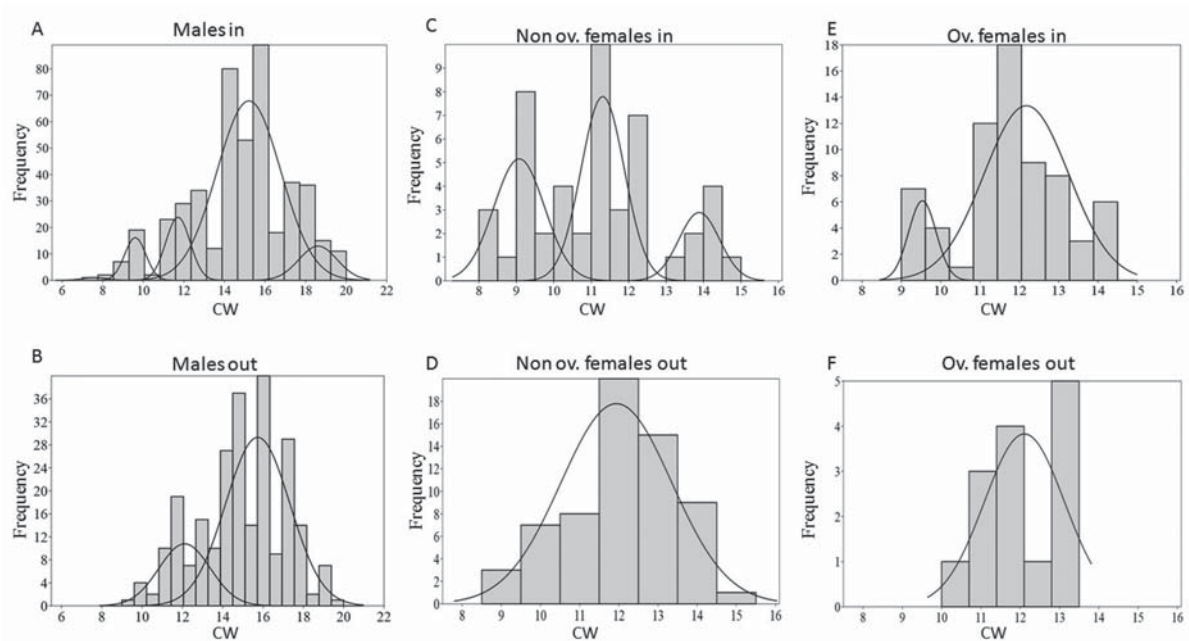 A
Males in
Frequency
80
70
60
50
40
30
20
10
0
6 8 10 12 14 16 18 20 22
CW
C
Non ov. females in
Frequency
9
8
7
6
5
4
3
2
1
0
8 9 10 11 12 13 14 15 16
CW
E
Ov. females in
Frequency
18
16
14
12
10
8
6
4
2
0
8 9 10 11 12 13 14 15 16
CW
B
Males out
Frequency
36
32
28
24
20
16
12
8
4
0
6 8 10 12 14 16 18 20 22
CW
D
Non ov. females out
Frequency
18
16
14
12
10
8
6
4
2
0
8 9 10 11 12 13 14 15 16
CW
F
Ov. females out
Frequency
5
4
3
2
1
0
8 9 10 11 12 13 14 15 16
CW